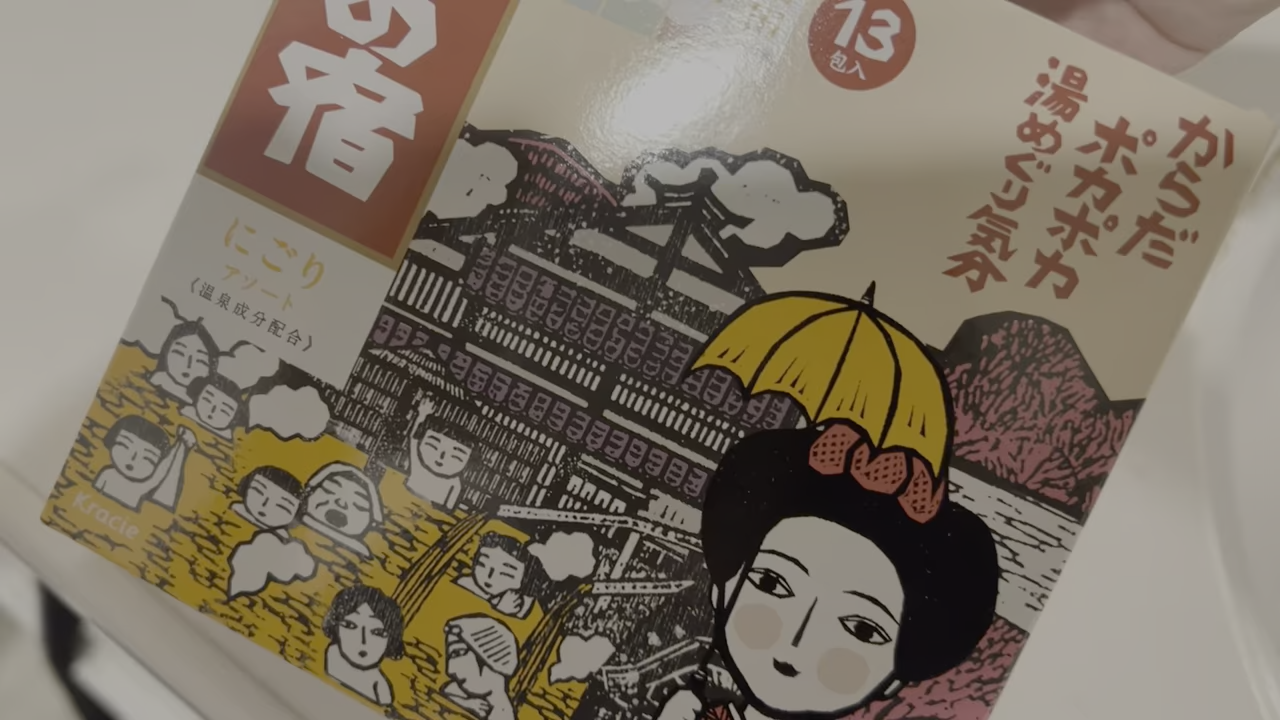 の宿
にごり
アソート
《温泉成分配合》
13
包入
からだ
ポカポカ
湯めぐり気分
Kracie